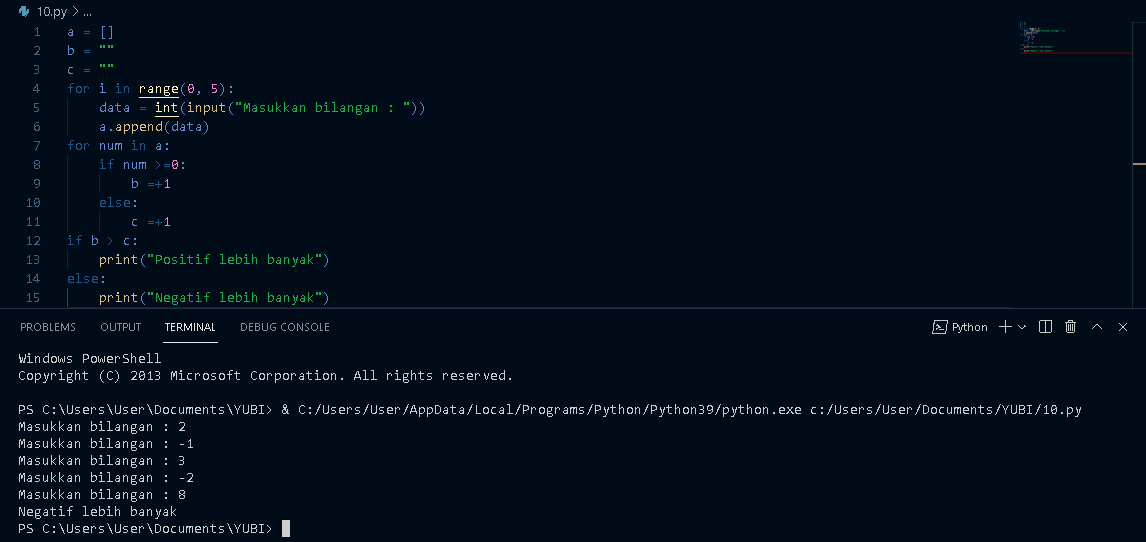 10.py > ...
1 a = []
2 b = ""
3 c = ""
4 for i in range(0, 5):
5 data = int(input("Masukkan bilangan : "))
6 a.append(data)
7 for num in a:
8 if num >=0:
9 b =+1
10 else:
11 c =+1
12 if b > c:
13 print("Positif lebih banyak")
14 else:
15 print("Negatif lebih banyak")
PROBLEMS OUTPUT TERMINAL DEBUG CONSOLE Python
Windows PowerShell
Copyright (C) 2013 Microsoft Corporation. All rights reserved.
PS C:\Users\User\Documents\YUBI> & C:/Users/User/AppData/Local/Programs/Python/Python39/python.exe c:/Users/User/Documents/YUBI/10.py
Masukkan bilangan : 2
Masukkan bilangan : -1
Masukkan bilangan : 3
Masukkan bilangan : -2
Masukkan bilangan : 8
Negatif lebih banyak
PS C:\Users\User\Documents\YUBI>